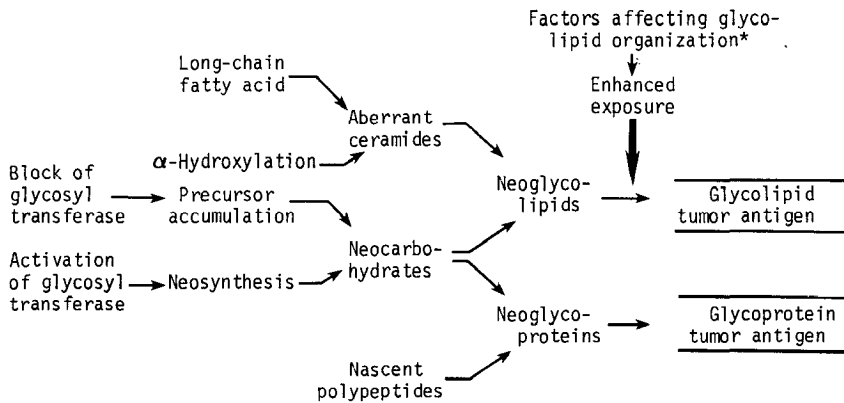 Factors affecting glyco-
lipid organization*
Long-chain
fatty acid
Enhanced
exposure
Aberrant
ceramides
α-Hydroxylation
Block of
glycosyl
transferase
Precursor
accumulation
Neoglyco-
lipids
Glycolipid
tumor antigen
Activation
of glycosyl
transferase
Neosynthesis
Neocarbo-
hydrates
Neoglyco-
proteins
Glycoprotein
tumor antigen
Nascent
polypeptides